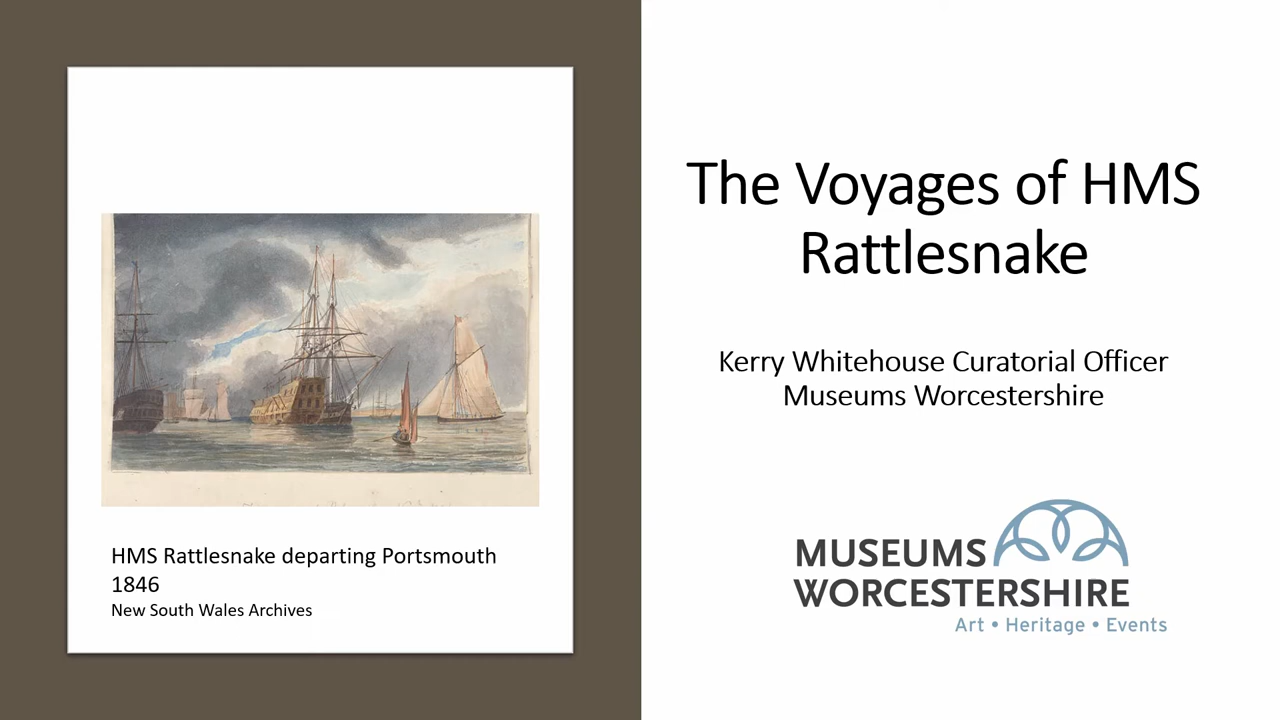 HMS Rattlesnake departing Portsmouth
1846
New South Wales Archives
The Voyages of HMS
Rattlesnake
Kerry Whitehouse Curatorial Officer
Museums Worcestershire
MUSEUMS
WORCESTERSHIRE
Art • Heritage • Events